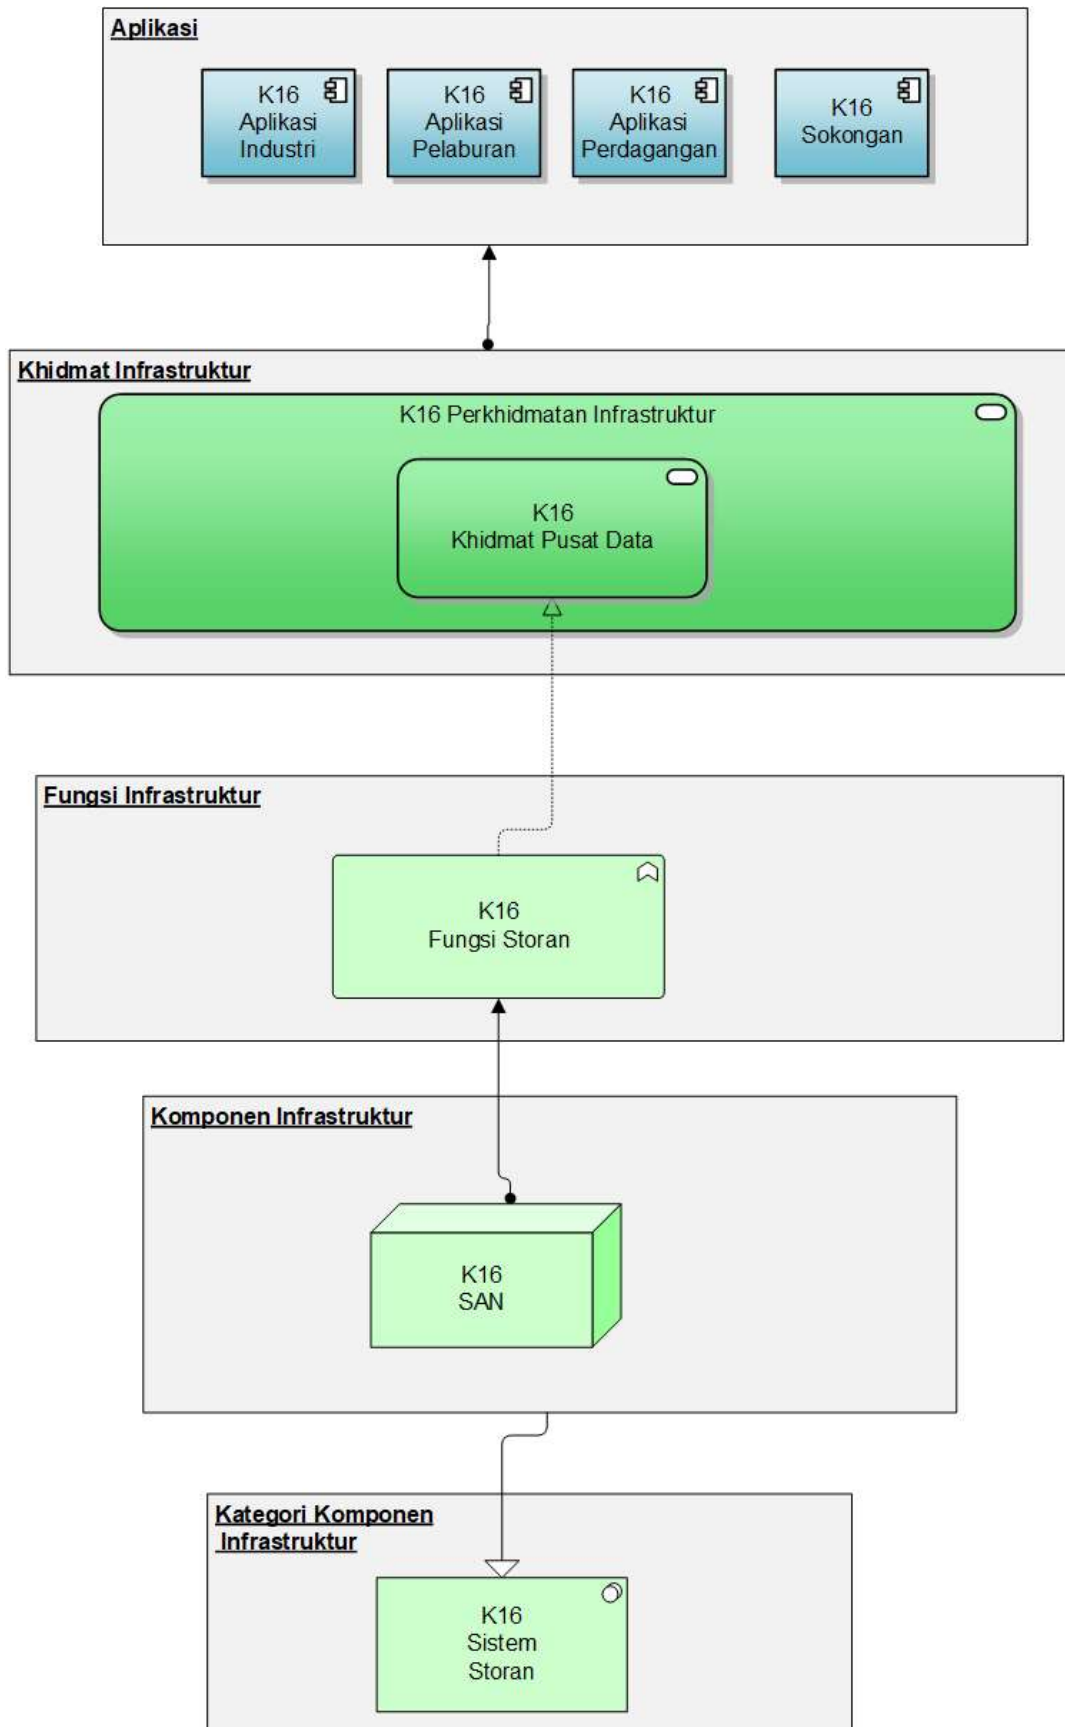 Aplikasi
K16
Aplikasi
Industri
K16
Aplikasi
Pelaburan
K16
Aplikasi
Perdagangan
K16
Sokongan
Khidmat Infrastruktur
K16 Perkhidmatan Infrastruktur
K16
Khidmat Pusat Data
Fungsi Infrastruktur
K16
Fungsi Storan
Komponen Infrastruktur
K16
SAN
Kategori Komponen
Infrastruktur
K16
Sistem
Storan